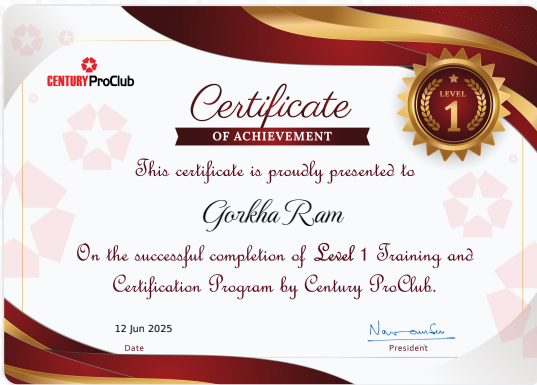 CENTURY ProClub
LEVEL
1
Certificate
OF ACHIEVEMENT
This certificate is proudly presented to
Gorkha Ram
On the successful completion of Level 1 Training and
Certification Program by Century ProClub.
12 Jun 2025
Date
President